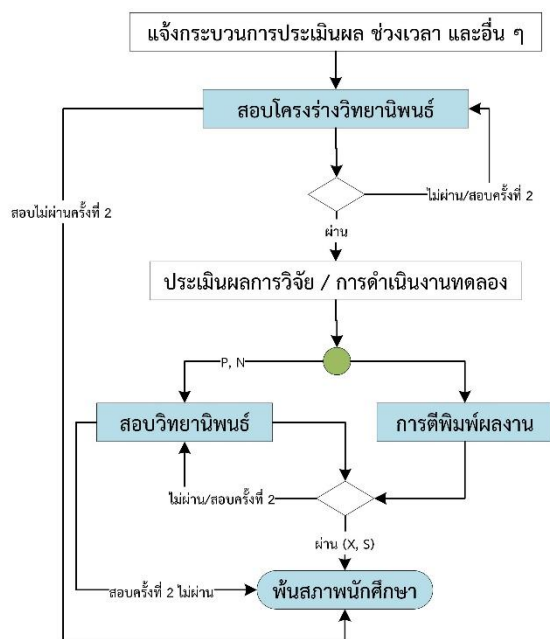 แจ้งกระบวนการประเมินผล ช่วงเวลา และอื่น ๆ
สอบโครงร่างวิทยานิพนธ์
ไม่ผ่าน/สอบครั้งที่ 2
สอบไม่ผ่านครั้งที่ 2
ผ่าน
ประเมินผลการวิจัย / การดำเนินงานทดลอง
P, N
สอบวิทยานิพนธ์
การตีพิมพ์ผลงาน
ไม่ผ่าน/สอบครั้งที่ 2
ผ่าน (X, S)
สอบครั้งที่ 2 ไม่ผ่าน
พ้นสภาพนักศึกษา